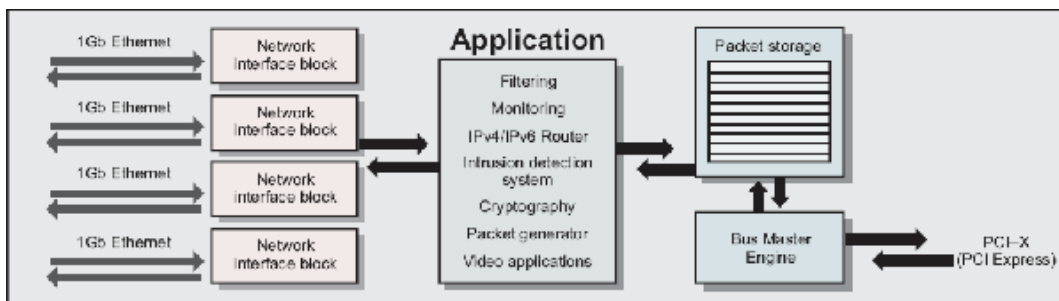 1Gb Ethernet
Network
Interface block
1Gb Ethernet
Network
Interface block
1Gb Ethernet
Network
interface block
1Gb Ethernet
Network
Interface block
Application
Filtering
Monitoring
IPv4/IPv6 Router
Intrusion detection
system
Cryptography
Packet generator
Video applications
Packet storage
Bus Master
Engine
PCI-X
(PCI Express)